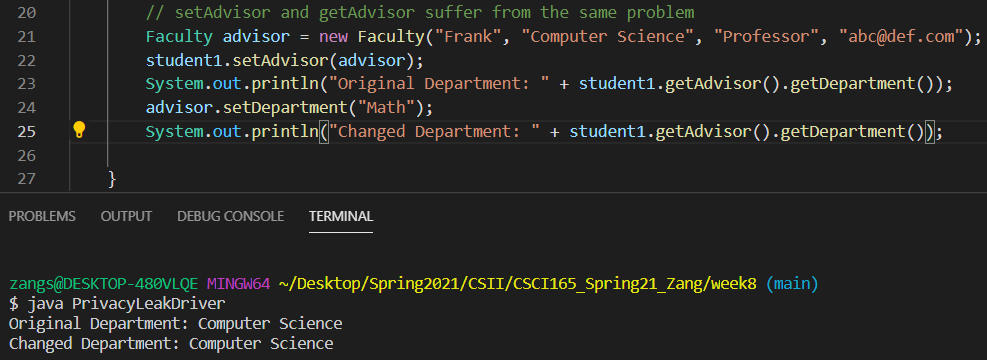 20 // setAdvisor and getAdvisor suffer from the same problem
21 Faculty advisor = new Faculty("Frank", "Computer Science", "Professor", "abc@def.com");
22 student1.setAdvisor(advisor);
23 System.out.println("Original Department: " + student1.getAdvisor().getDepartment());
24 advisor.setDepartment("Math");
25 System.out.println("Changed Department: " + student1.getAdvisor().getDepartment());
26
27 }
PROBLEMS OUTPUT DEBUG CONSOLE TERMINAL
zangs@DESKTOP-480VLQE MINGW64 ~/Desktop/Spring2021/CSII/CSCI165_Spring21_Zang/week8 (main)
$ java PrivacyLeakDriver
Original Department: Computer Science
Changed Department: Computer Science